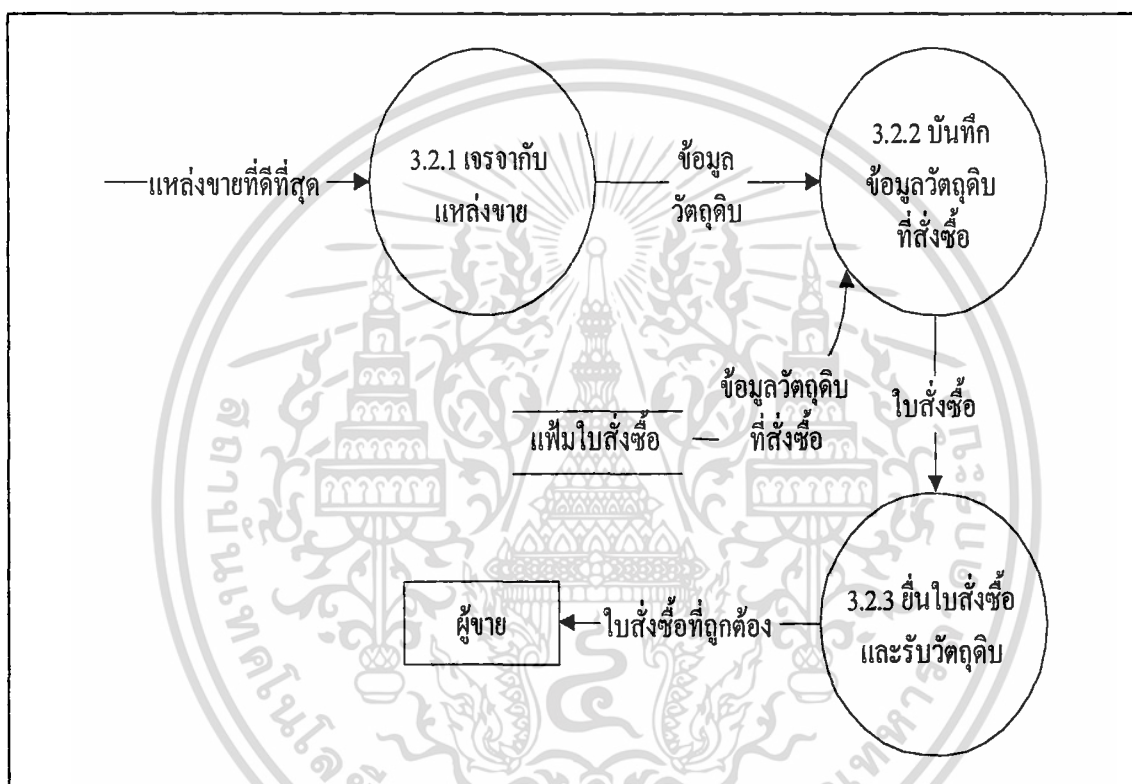 แหล่งขายที่ดีที่สุด
3.2.1 เจรจากับ
แหล่งขาย
ข้อมูล
วัตถุดิบ
3.2.2 บันทึก
ข้อมูลวัตถุดิบ
ที่สั่งซื้อ
ข้อมูลวัตถุดิบ
ที่สั่งซื้อ
แฟ้มใบสั่งซื้อ
ใบสั่งซื้อ
ผู้ขาย
ใบสั่งซื้อที่ถูกต้อง
3.2.3 ยื่นใบสั่งซื้อ
และรับวัตถุดิบ